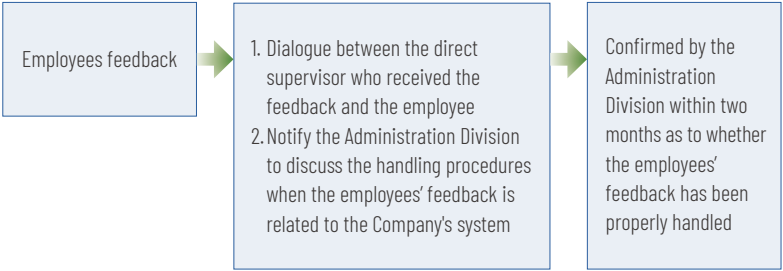 Employees feedback
1. Dialogue between the direct
supervisor who received the
feedback and the employee
2. Notify the Administration Division
to discuss the handling procedures
when the employees’ feedback is
related to the Company's system
Confirmed by the
Administration
Division within two
months as to whether
the employees’
feedback has been
properly handled